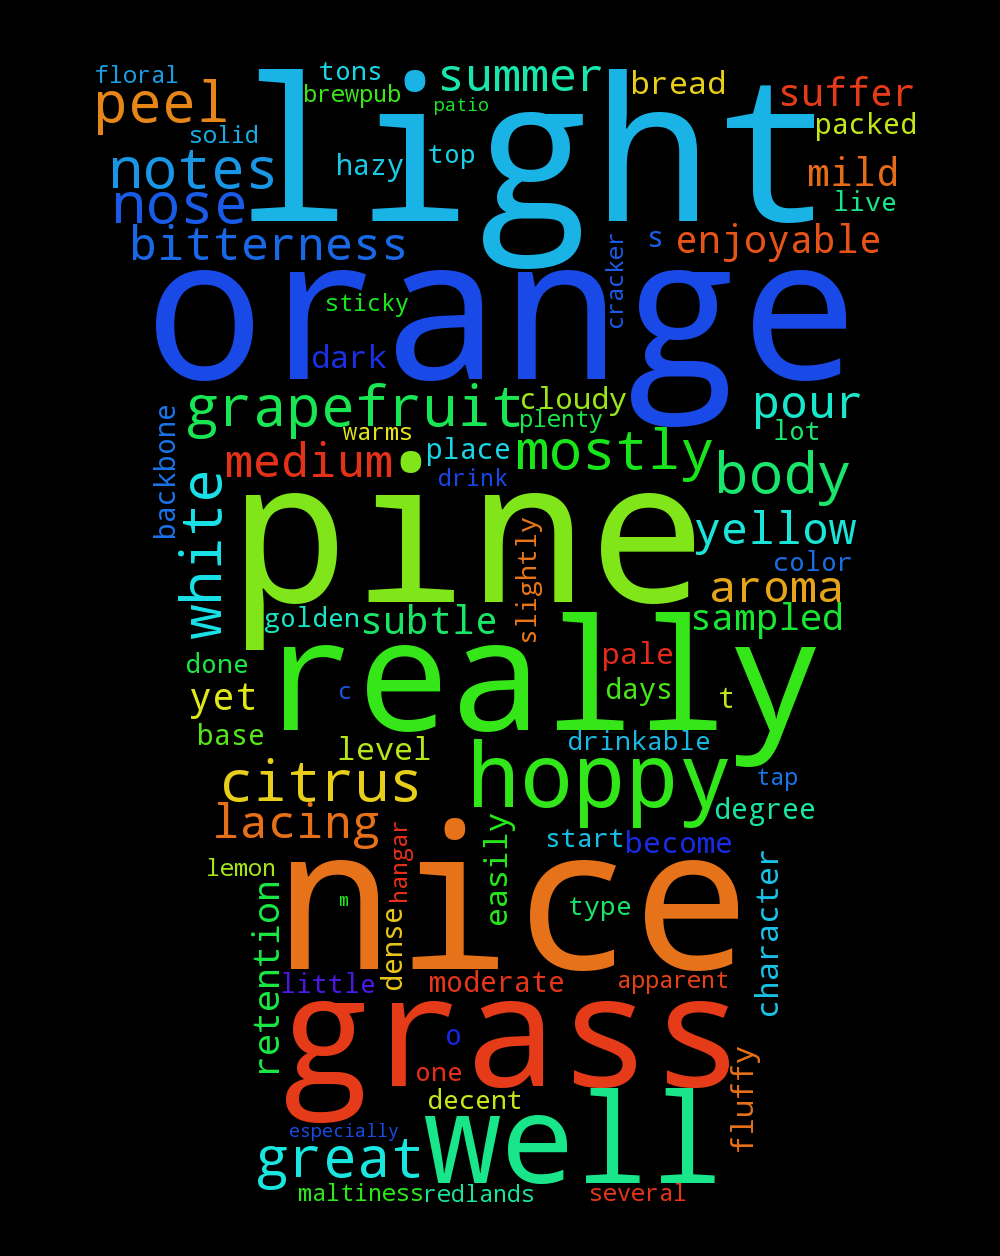 floral
tons
summer
bread
suffer
peel
brewpub
patio
light
packed
solid
notes
hazy
top
mild
nose
live
bitterness
cracker
s
enjoyable
orange
sticky
dark
grapefruit
cloudy
pour
plenty
backbone
warms
place
mostly
lot
medium
drink
body
white
pine
yellow
slightly
color
aroma
golden
subtle
sampled
really
done
pale
yet
c
days
t
base
level
drinkable
citrus
hoppy
tap
lacing
degree
hangar
easily
start
become
lemon
nice
character
m
type
retention
dense
little
moderate
apparent
grass
o
one
fluffy
decent
well
especially
great
maltiness
redlands
several